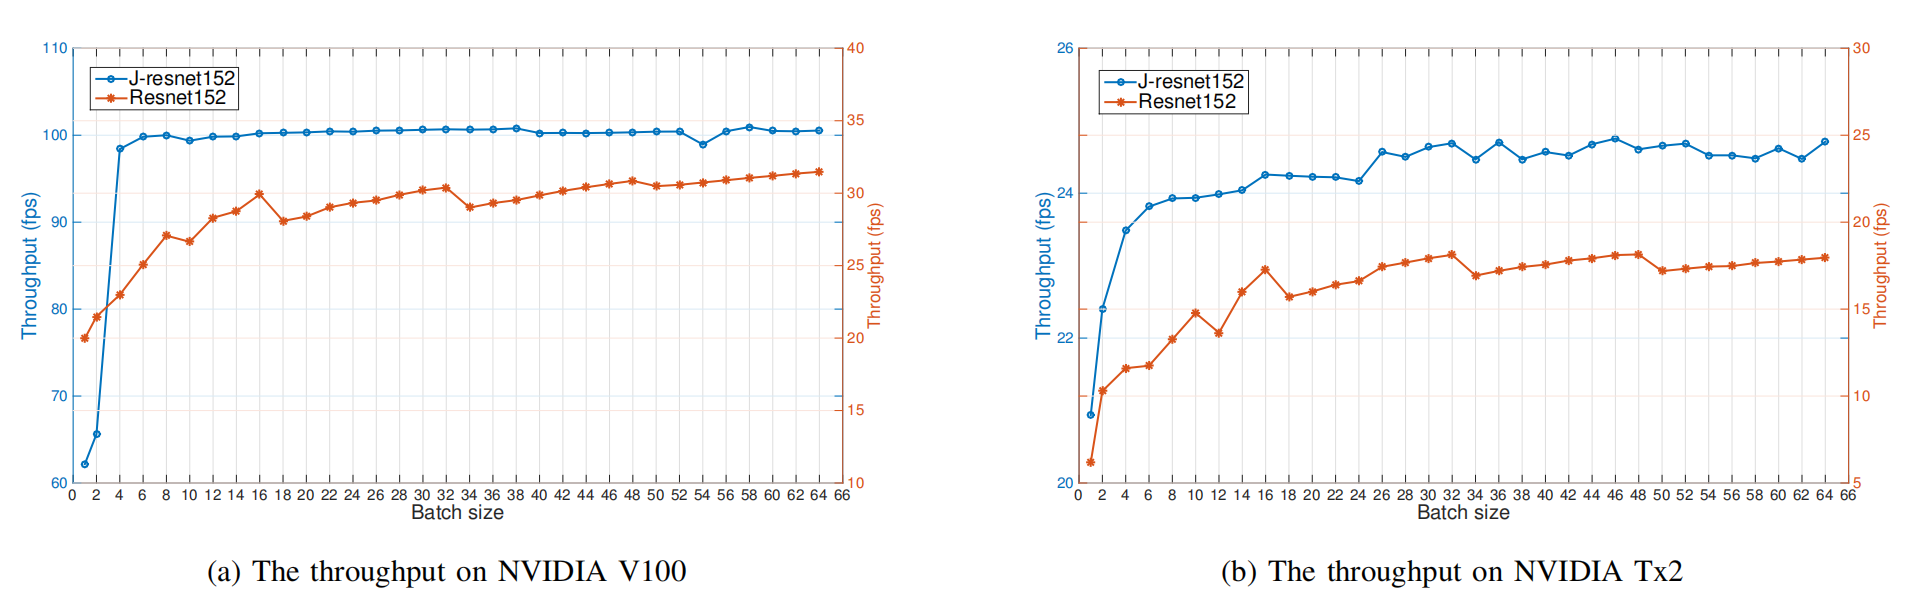 110
100
90
80
70
60
Throughput (fps)
J-resnet152
Resnet152
40
35
30
25
20
15
10
Throughput (fps)
0 2 4 6 8 10 12 14 16 18 20 22 24 26 28 30 32 34 36 38 40 42 44 46 48 50 52 54 56 58 60 62 64 66
Batch size
(a) The throughput on NVIDIA V100
26
24
22
20
Throughput (fps)
J-resnet152
Resnet152
30
25
20
15
10
5
Throughput (fps)
0 2 4 6 8 10 12 14 16 18 20 22 24 26 28 30 32 34 36 38 40 42 44 46 48 50 52 54 56 58 60 62 64 66
Batch size
(b) The throughput on NVIDIA Tx2